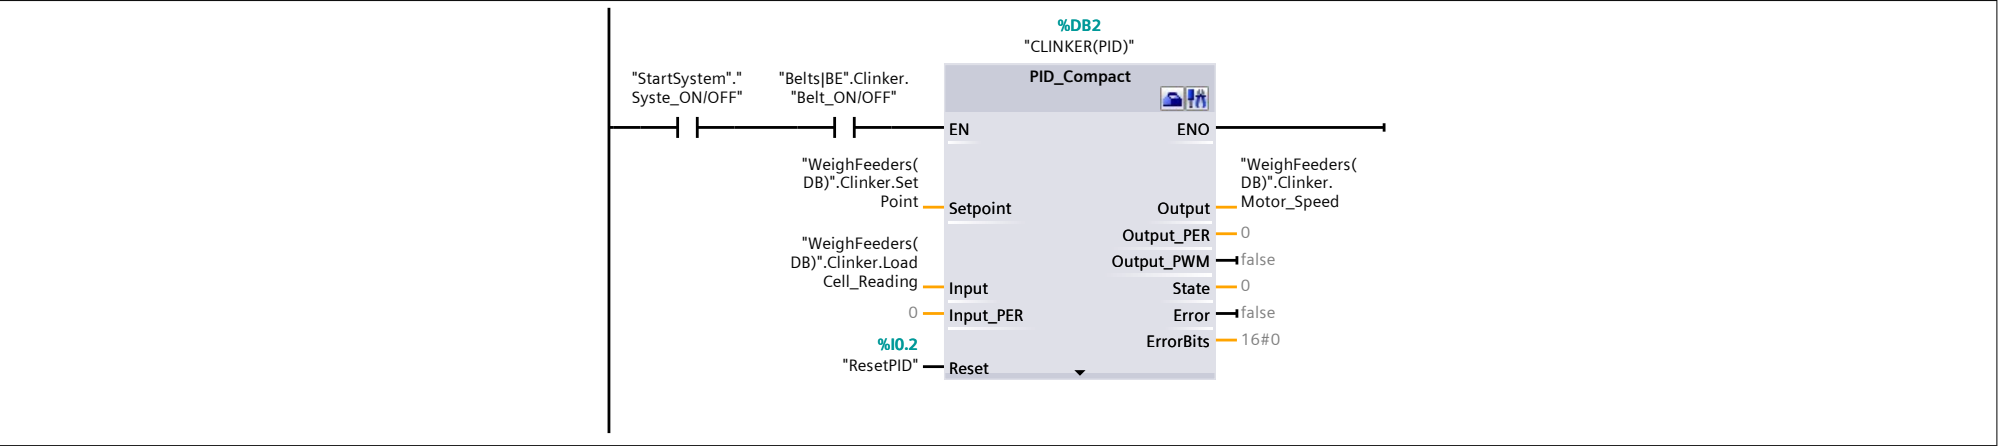 %DB2
"CLINKER(PID)"
"StartSystem"."
Syste_ON/OFF"
"Belts|BE".Clinker.
"Belt_ON/OFF"
PID_Compact
EN
ENO
"WeighFeeders(
DB)".Clinker.Set
Point
Setpoint
Output
"WeighFeeders(
DB)".Clinker.
Motor_Speed
Output_PER
0
"WeighFeeders(
DB)".Clinker.Load
Cell_Reading
Output_PWM
false
Input
State
0
0
Input_PER
Error
false
ErrorBits
16#0
%I0.2
"ResetPID"
Reset